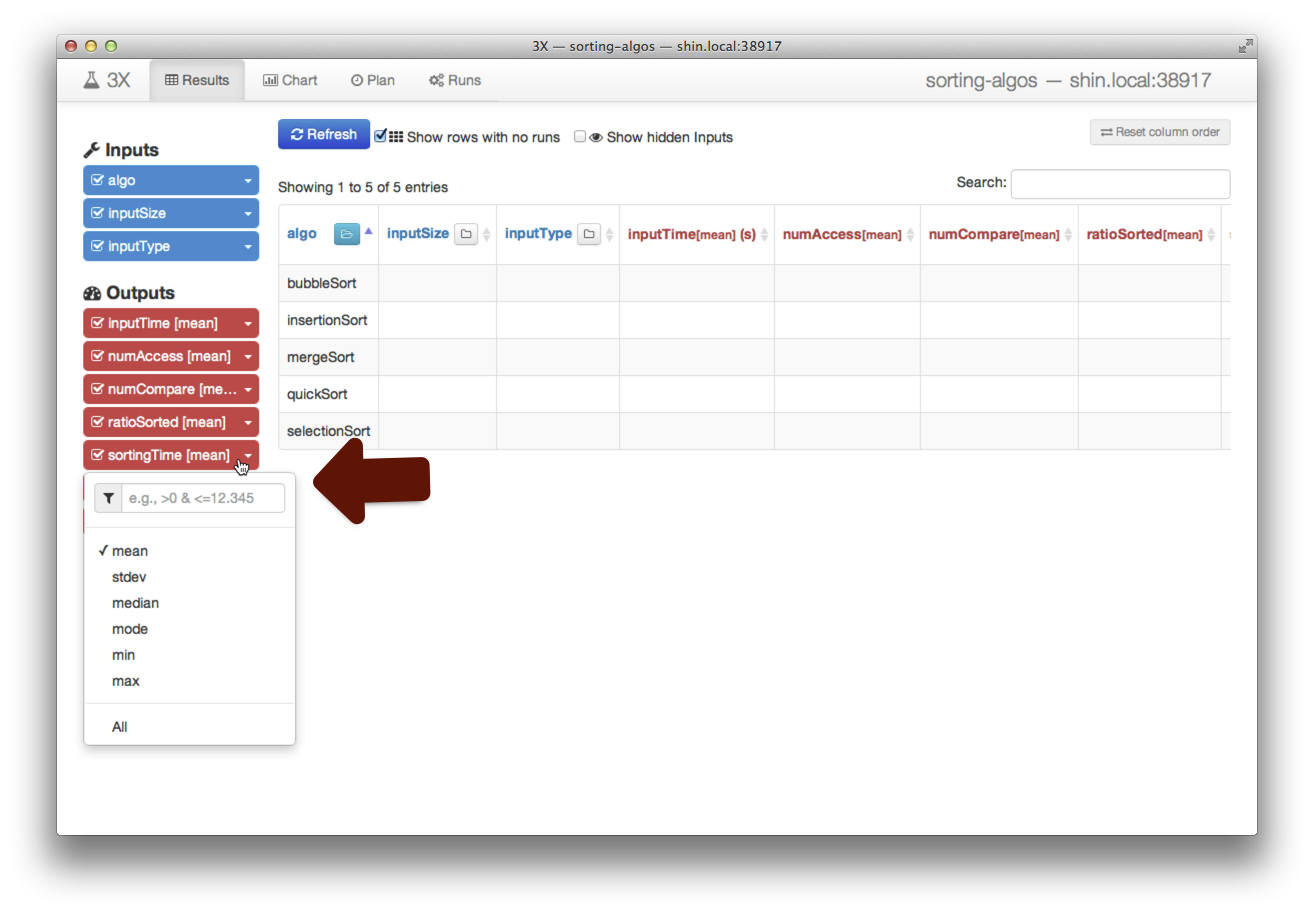 3X — sorting-algos — shin.local:38917
3X
Results
Chart
Plan
Runs
sorting-algos — shin.local:38917
Inputs
algo
inputSize
inputType
Outputs
inputTime [mean]
numAccess [mean]
numCompare [me...
ratioSorted [mean]
sortingTime [mean]
e.g., >0 & <=12.345
✓ mean
stdev
median
mode
min
max
All
Refresh
Show rows with no runs
Show hidden Inputs
Reset column order
Showing 1 to 5 of 5 entries
Search:
algo inputSize inputType inputTime[mean] (s) numAccess[mean] numCompare[mean] ratioSorted[mean]
bubbleSort
insertionSort
mergeSort
quickSort
selectionSort